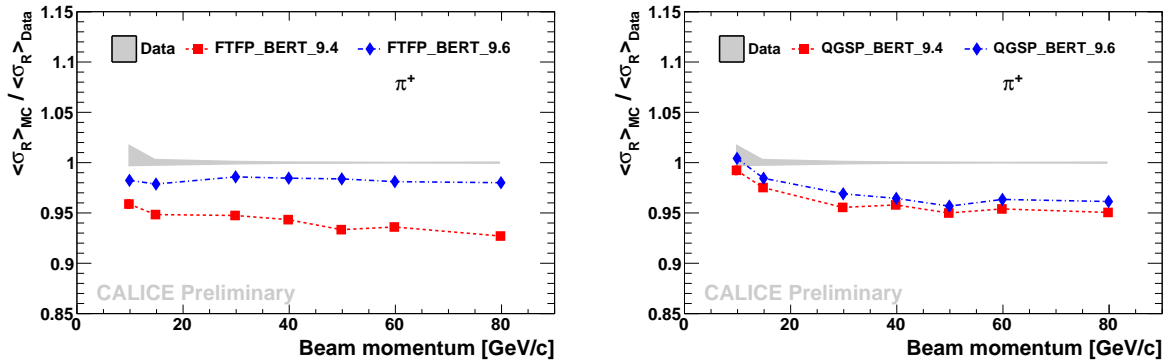 <σR>MC / <σR>Data
1.15
1.1
1.05
1
0.95
0.9
0.85
Data FTFP_BERT_9.4 FTFP_BERT_9.6
π+
CALICE Preliminary
0 20 40 60 80
Beam momentum [GeV/c]
<σR>MC / <σR>Data
1.15
1.1
1.05
1
0.95
0.9
0.85
Data QGSP_BERT_9.4 QGSP_BERT_9.6
π+
CALICE Preliminary
0 20 40 60 80
Beam momentum [GeV/c]